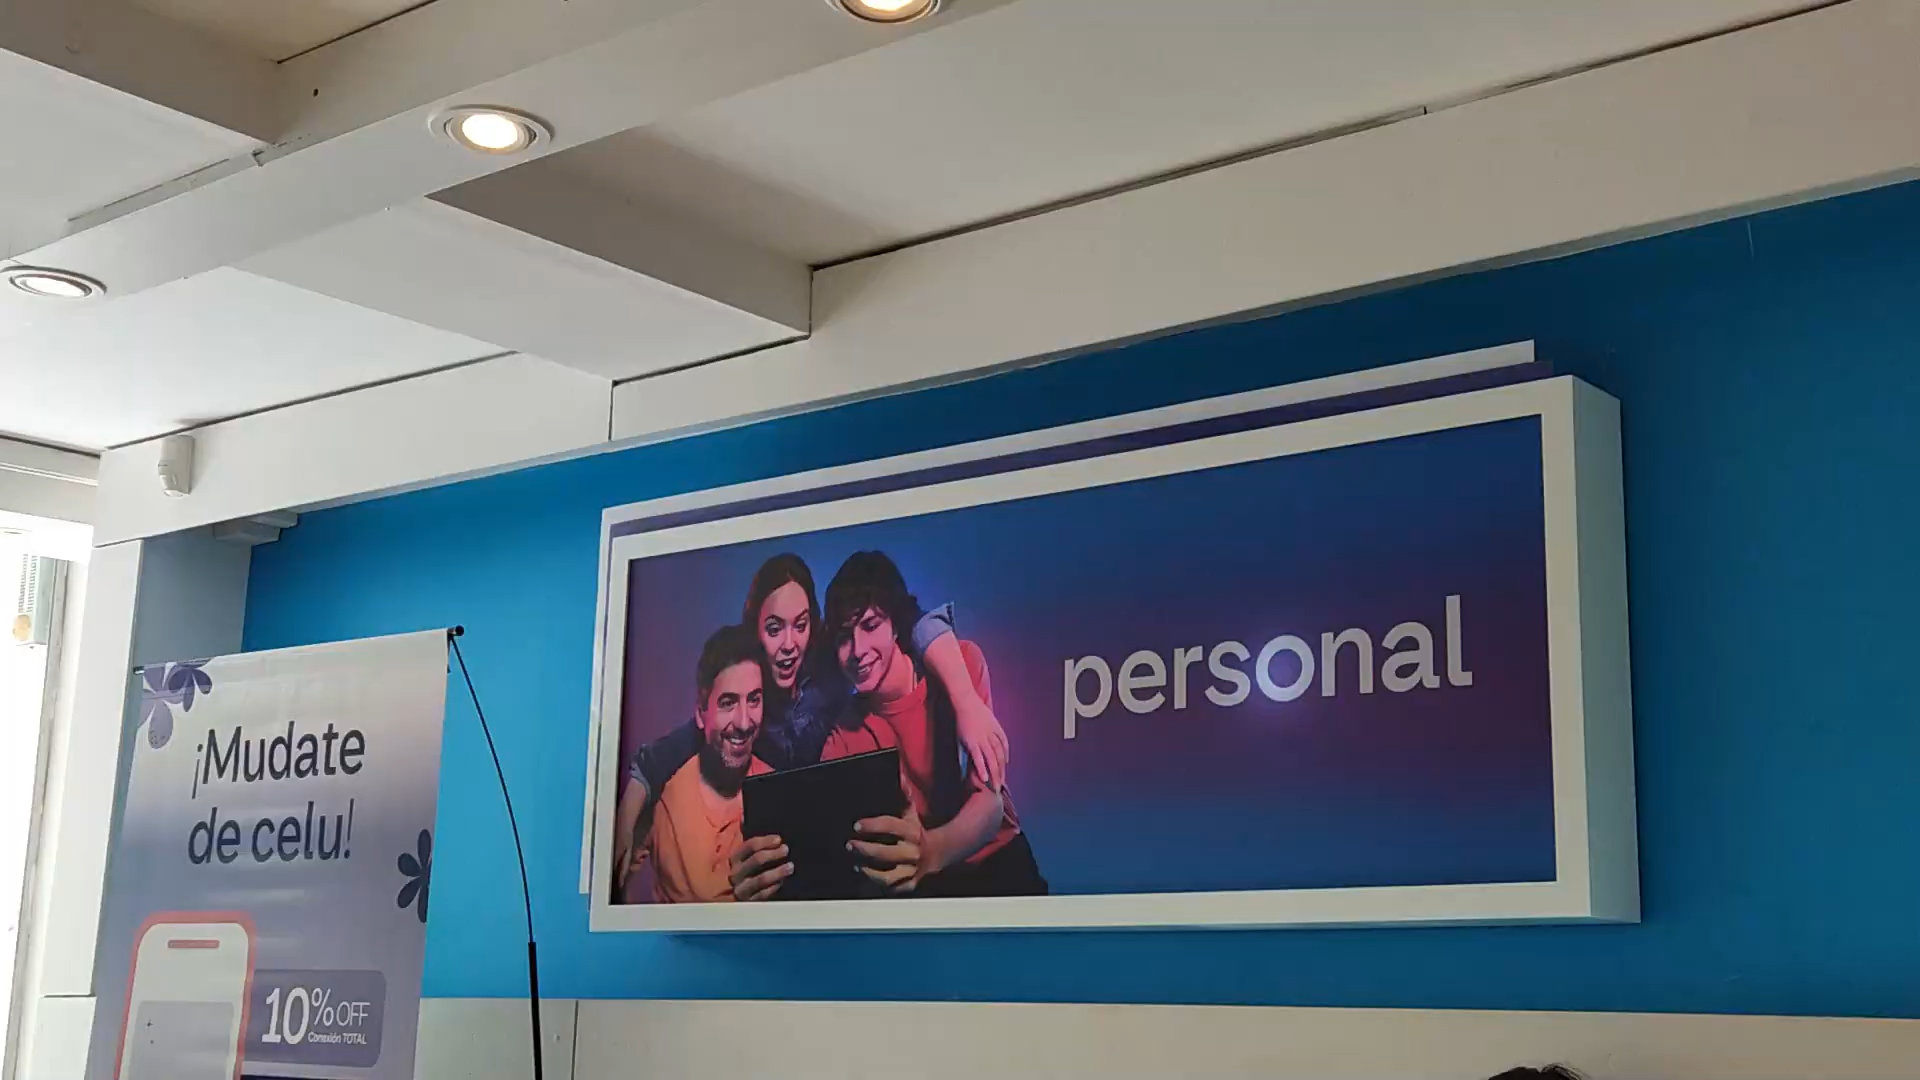 ¡Mudate
de celu!
10% OFF
Conexión TOTAL
personal